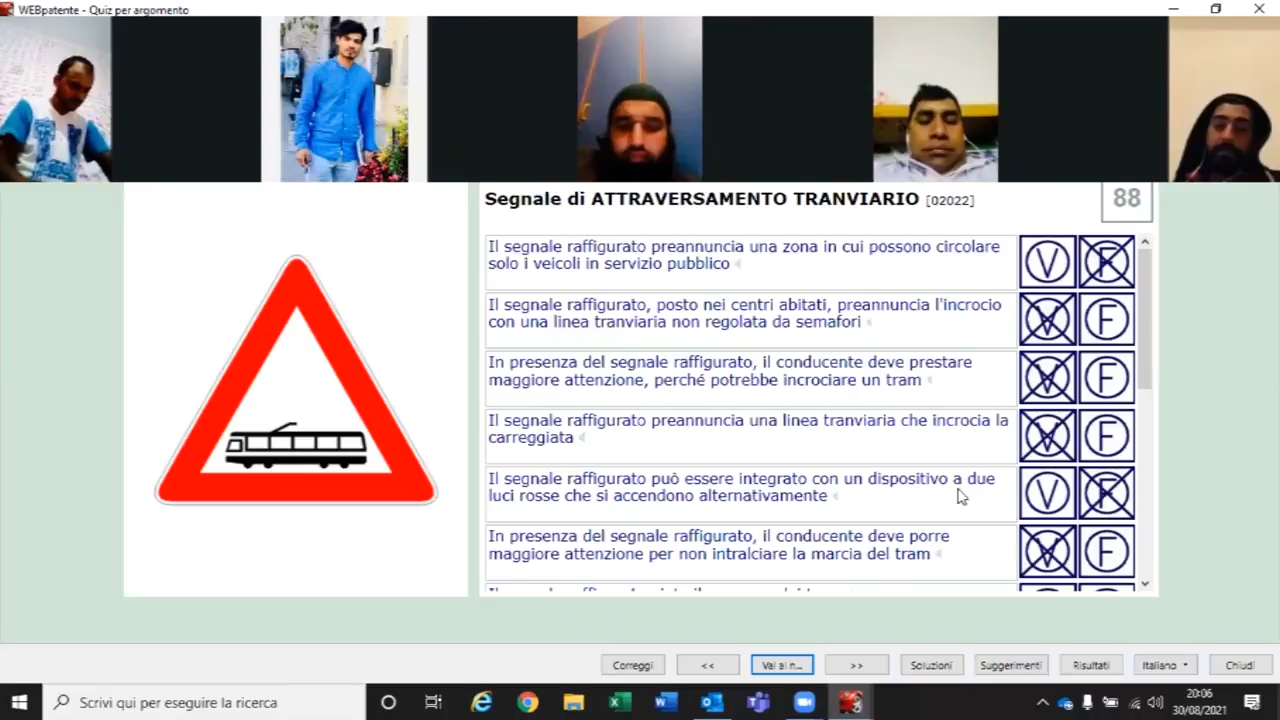 WEBpatente - Quiz per argomento
Segnale di ATTRAVERSAMENTO TRANVIARIO [02022]
88
Il segnale raffigurato preannuncia una zona in cui possono circolare
solo i veicoli in servizio pubblico
V F
Il segnale raffigurato, posto nei centri abitati, preannuncia l'incrocio
con una linea tranviaria non regolata da semafori
V F
In presenza del segnale raffigurato, il conducente deve prestare
maggiore attenzione, perché potrebbe incrociare un tram
V F
Il segnale raffigurato preannuncia una linea tranviaria che incrocia la
carreggiata
V F
Il segnale raffigurato può essere integrato con un dispositivo a due
luci rosse che si accendono alternativamente
V F
In presenza del segnale raffigurato, il conducente deve porre
maggiore attenzione per non intralciare la marcia del tram
V F
Correggi << Vai al n... >> Soluzioni Suggerimenti Risultati Italiano Chiudi
Scrivi qui per eseguire la ricerca
20:06
30/08/2021